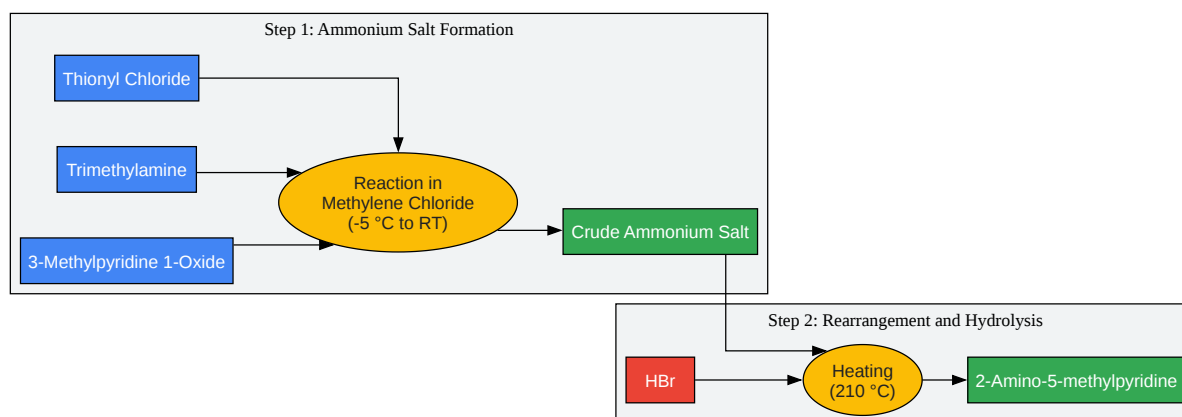 Step 1: Ammonium Salt Formation
Thionyl Chloride
Trimethylamine
3-Methylpyridine 1-Oxide
Reaction in
Methylene Chloride
(-5 °C to RT)
Crude Ammonium Salt
Step 2: Rearrangement and Hydrolysis
HBr
Heating
(210 °C)
2-Amino-5-methylpyridine